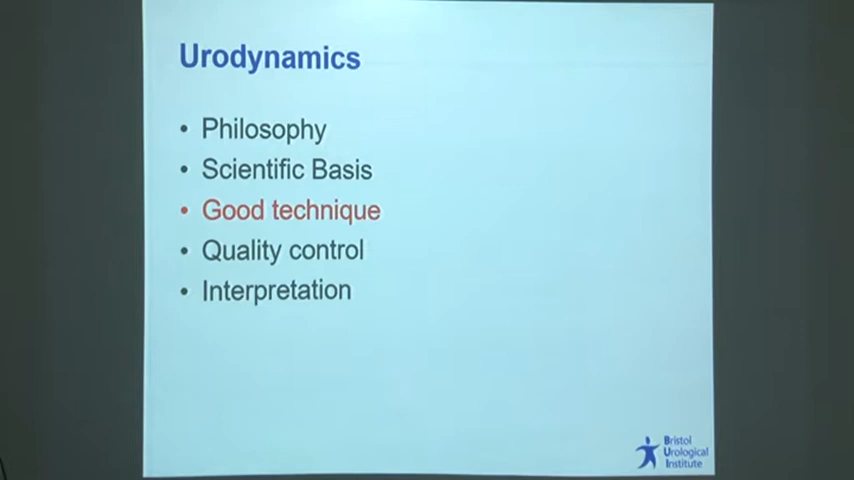 Urodynamics
• Philosophy
• Scientific Basis
• Good technique
• Quality control
• Interpretation
Bristol
Urological
Institute